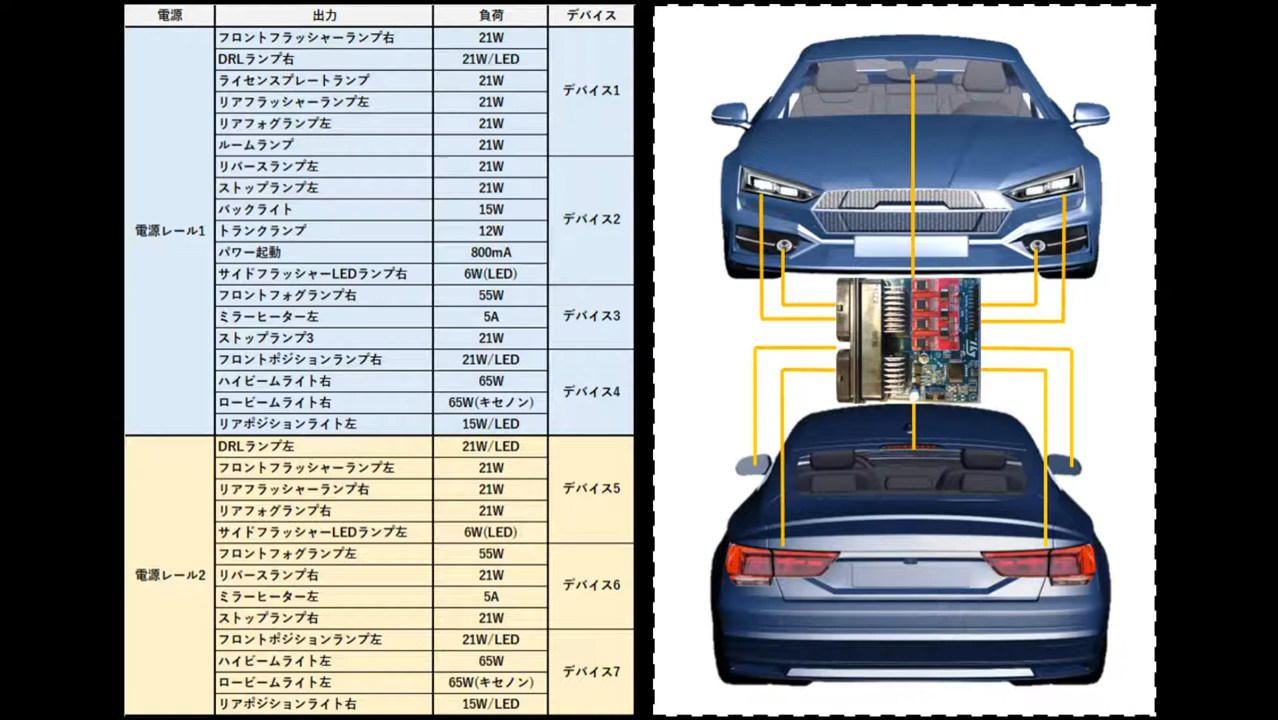 電源 出力 負荷 デバイス
フロントフラッシャーランプ右 21W
DRLランプ右 21W/LED
ライセンスプレートランプ 21W
デバイス1
リアフラッシャーランプ左 21W
リアフォグランプ左 21W
ルームランプ 21W
リバースランプ左 21W
ストップランプ左 21W
バックライト 15W
デバイス2
電源レール1
トランクランプ 12W
パワー起動 800mA
サイドフラッシャーLEDランプ右 6W(LED)
フロントフォグランプ右 55W
ミラーヒーター左 5A デバイス3
ストップランプ3 21W
フロントポジションランプ右 21W/LED
ハイビームライト右 65W
デバイス4
ロービームライト右 65W(キセノン)
リアポジションライト左 15W/LED
DRLランプ左 21W/LED
フロントフラッシャーランプ左 21W
リアフラッシャーランプ右 21W デバイス5
リアフォグランプ右 21W
サイドフラッシャーLEDランプ左 6W(LED)
フロントフォグランプ左 55W
電源レール2
リバースランプ右 21W
デバイス6
ミラーヒーター左 5A
ストップランプ右 21W
フロントポジションランプ左 21W/LED
ハイビームライト左 65W
デバイス7
ロービームライト左 65W(キセノン)
リアポジションライト右 15W/LED
ST